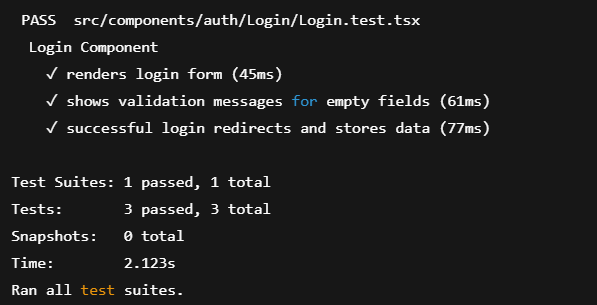 PASS  src/components/auth/Login/Login.test.tsx
Login Component
✓ renders login form (45ms)
✓ shows validation messages for empty fields (61ms)
✓ successful login redirects and stores data (77ms)
Test Suites: 1 passed, 1 total
Tests:       3 passed, 3 total
Snapshots:   0 total
Time:        2.123s
Ran all test suites.